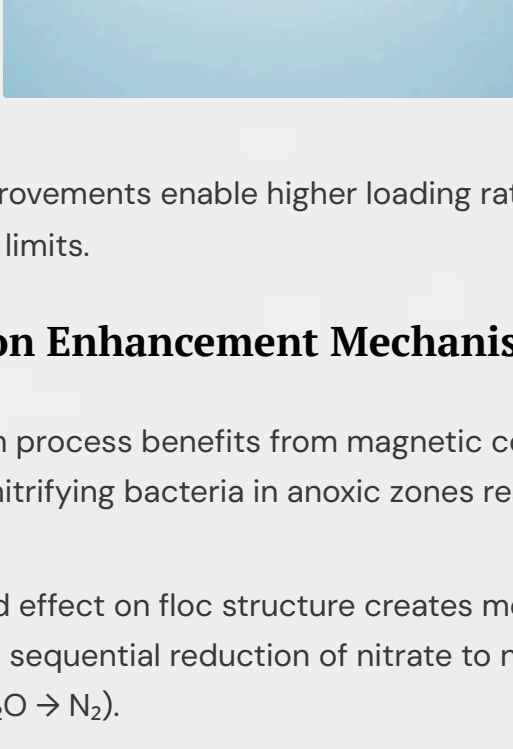 rovements enable higher loading rat
limits.
on Enhancement Mechanis
n process benefits from magnetic co
nitrifying bacteria in anoxic zones re
d effect on floc structure creates mo
sequential reduction of nitrate to n
₂O → N₂).